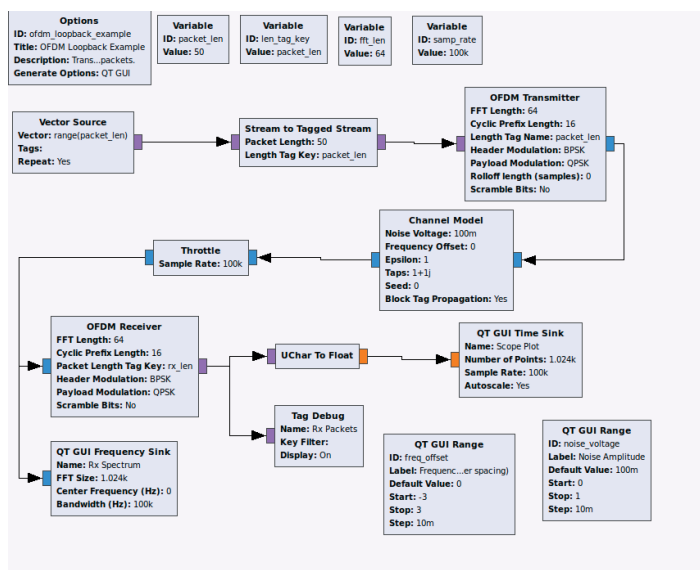 Options
ID: ofdm_loopback_example
Title: OFDM Loopback Example
Description: Trans...packets.
Generate Options: QT GUI
Variable
ID: packet_len
Value: 50
Variable
ID: len_tag_key
Value: packet_len
Variable
ID: fft_len
Value: 64
Variable
ID: samp_rate
Value: 100k
Vector Source
Vector: range(packet_len)
Tags:
Repeat: Yes
Stream to Tagged Stream
Packet Length: 50
Length Tag Key: packet_len
OFDM Transmitter
FFT Length: 64
Cyclic Prefix Length: 16
Length Tag Name: packet_len
Header Modulation: BPSK
Payload Modulation: QPSK
Rolloff length (samples): 0
Scramble Bits: No
Throttle
Sample Rate: 100k
Channel Model
Noise Voltage: 100m
Frequency Offset: 0
Epsilon: 1
Taps: 1+1j
Seed: 0
Block Tag Propagation: Yes
OFDM Receiver
FFT Length: 64
Cyclic Prefix Length: 16
Packet Length Tag Key: rx_len
Header Modulation: BPSK
Payload Modulation: QPSK
Scramble Bits: No
UChar To Float
QT GUI Time Sink
Name: Scope Plot
Number of Points: 1.024k
Sample Rate: 100k
Autoscale: Yes
Tag Debug
Name: Rx Packets
Key Filter:
Display: On
QT GUI Frequency Sink
Name: Rx Spectrum
FFT Size: 1.024k
Center Frequency (Hz): 0
Bandwidth (Hz): 100k
QT GUI Range
ID: freq_offset
Label: Frequenc...er spacing)
Default Value: 0
Start: -3
Stop: 3
Step: 10m
QT GUI Range
ID: noise_voltage
Label: Noise Amplitude
Default Value: 100m
Start: 0
Stop: 1
Step: 10m